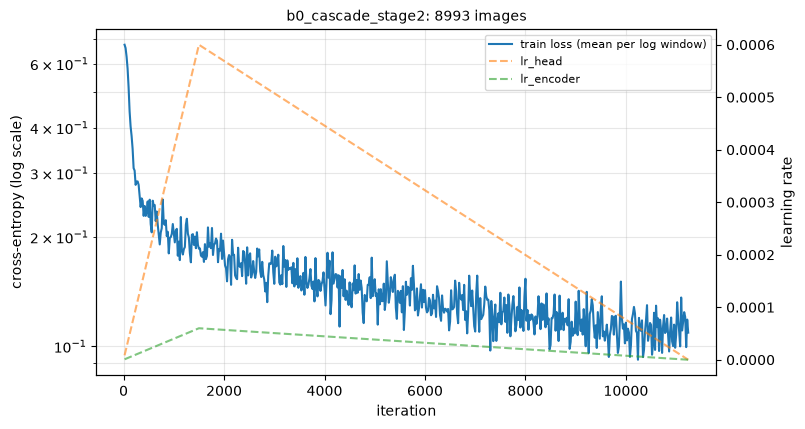 b0_cascade_stage2: 8993 images
train loss (mean per log window)
lr_head
lr_encoder
cross-entropy (log scale)
6 × 10⁻¹
4 × 10⁻¹
3 × 10⁻¹
2 × 10⁻¹
10⁻¹
0.0006
0.0005
0.0004
0.0003
0.0002
0.0001
0.0000
learning rate
0 2000 4000 6000 8000 10000
iteration